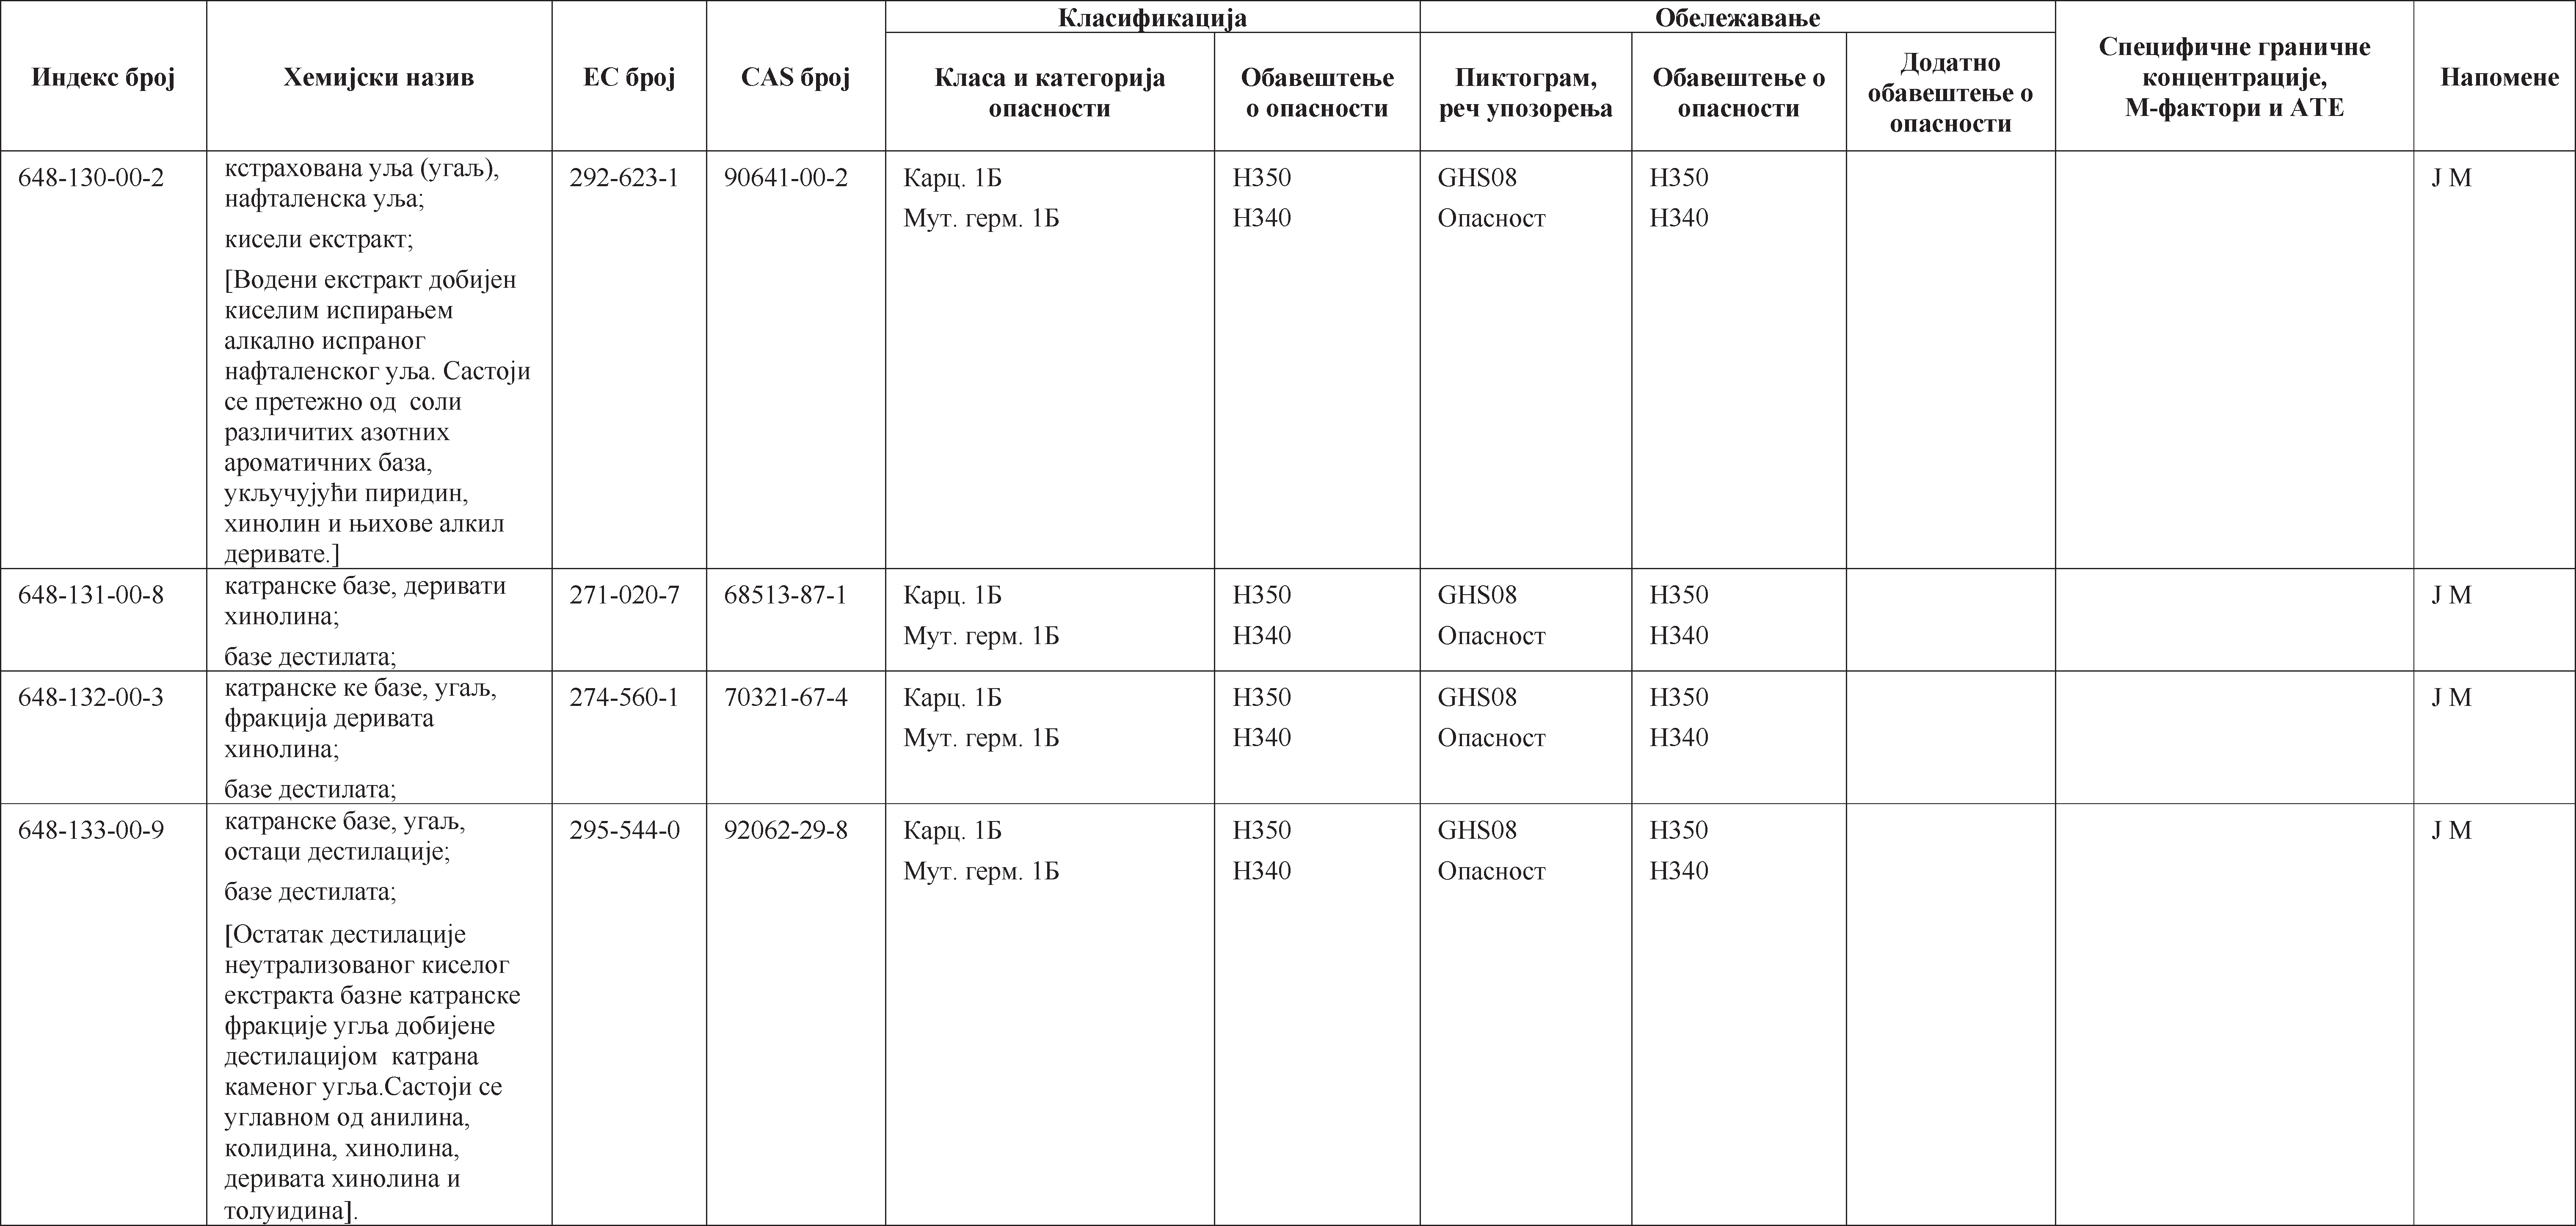 Класификација
Обележавање
Индекс број
Хемијски назив
ЕС број
CAS број
Класа и категорија
опасности
Обавештење
о опасности
Пиктограм,
реч упозорења
Обавештење о
опасности
Додатно
обавештење о
опасности
Специфичне граничне
концентрације,
М-фактори и АТЕ
Напомене
648-130-00-2
кстрахована уља (угаљ),
нафталенска уља;
кисели екстракт;
[Водени екстракт добијен
киселим испирањем
алкално испраног
нафталенског уља. Састоји
се претежно од  соли
различитих азотних
ароматичних база,
укључујући пиридин,
хинолин и њихове алкил
деривате.]
292-623-1
90641-00-2
Карц. 1Б
Мут. герм. 1Б
H350
H340
GHS08
Опасност
H350
H340
J M
648-131-00-8
катранске базе, деривати
хинолина;
базе дестилата;
271-020-7
68513-87-1
Карц. 1Б
Мут. герм. 1Б
H350
H340
GHS08
Опасност
H350
H340
J M
648-132-00-3
катранске ке базе, угаљ,
фракција деривата
хинолина;
базе дестилата;
274-560-1
70321-67-4
Карц. 1Б
Мут. герм. 1Б
H350
H340
GHS08
Опасност
H350
H340
J M
648-133-00-9
катранске базе, угаљ,
остаци дестилације;
базе дестилата;
[Остатак дестилације
неутрализованог киселог
екстракта базне катранске
фракције угља добијене
дестилацијом  катрана
каменог угља.Састоји се
углавном од анилина,
колидина, хинолина,
деривата хинолина и
толуидина].
295-544-0
92062-29-8
Карц. 1Б
Мут. герм. 1Б
H350
H340
GHS08
Опасност
H350
H340
J M